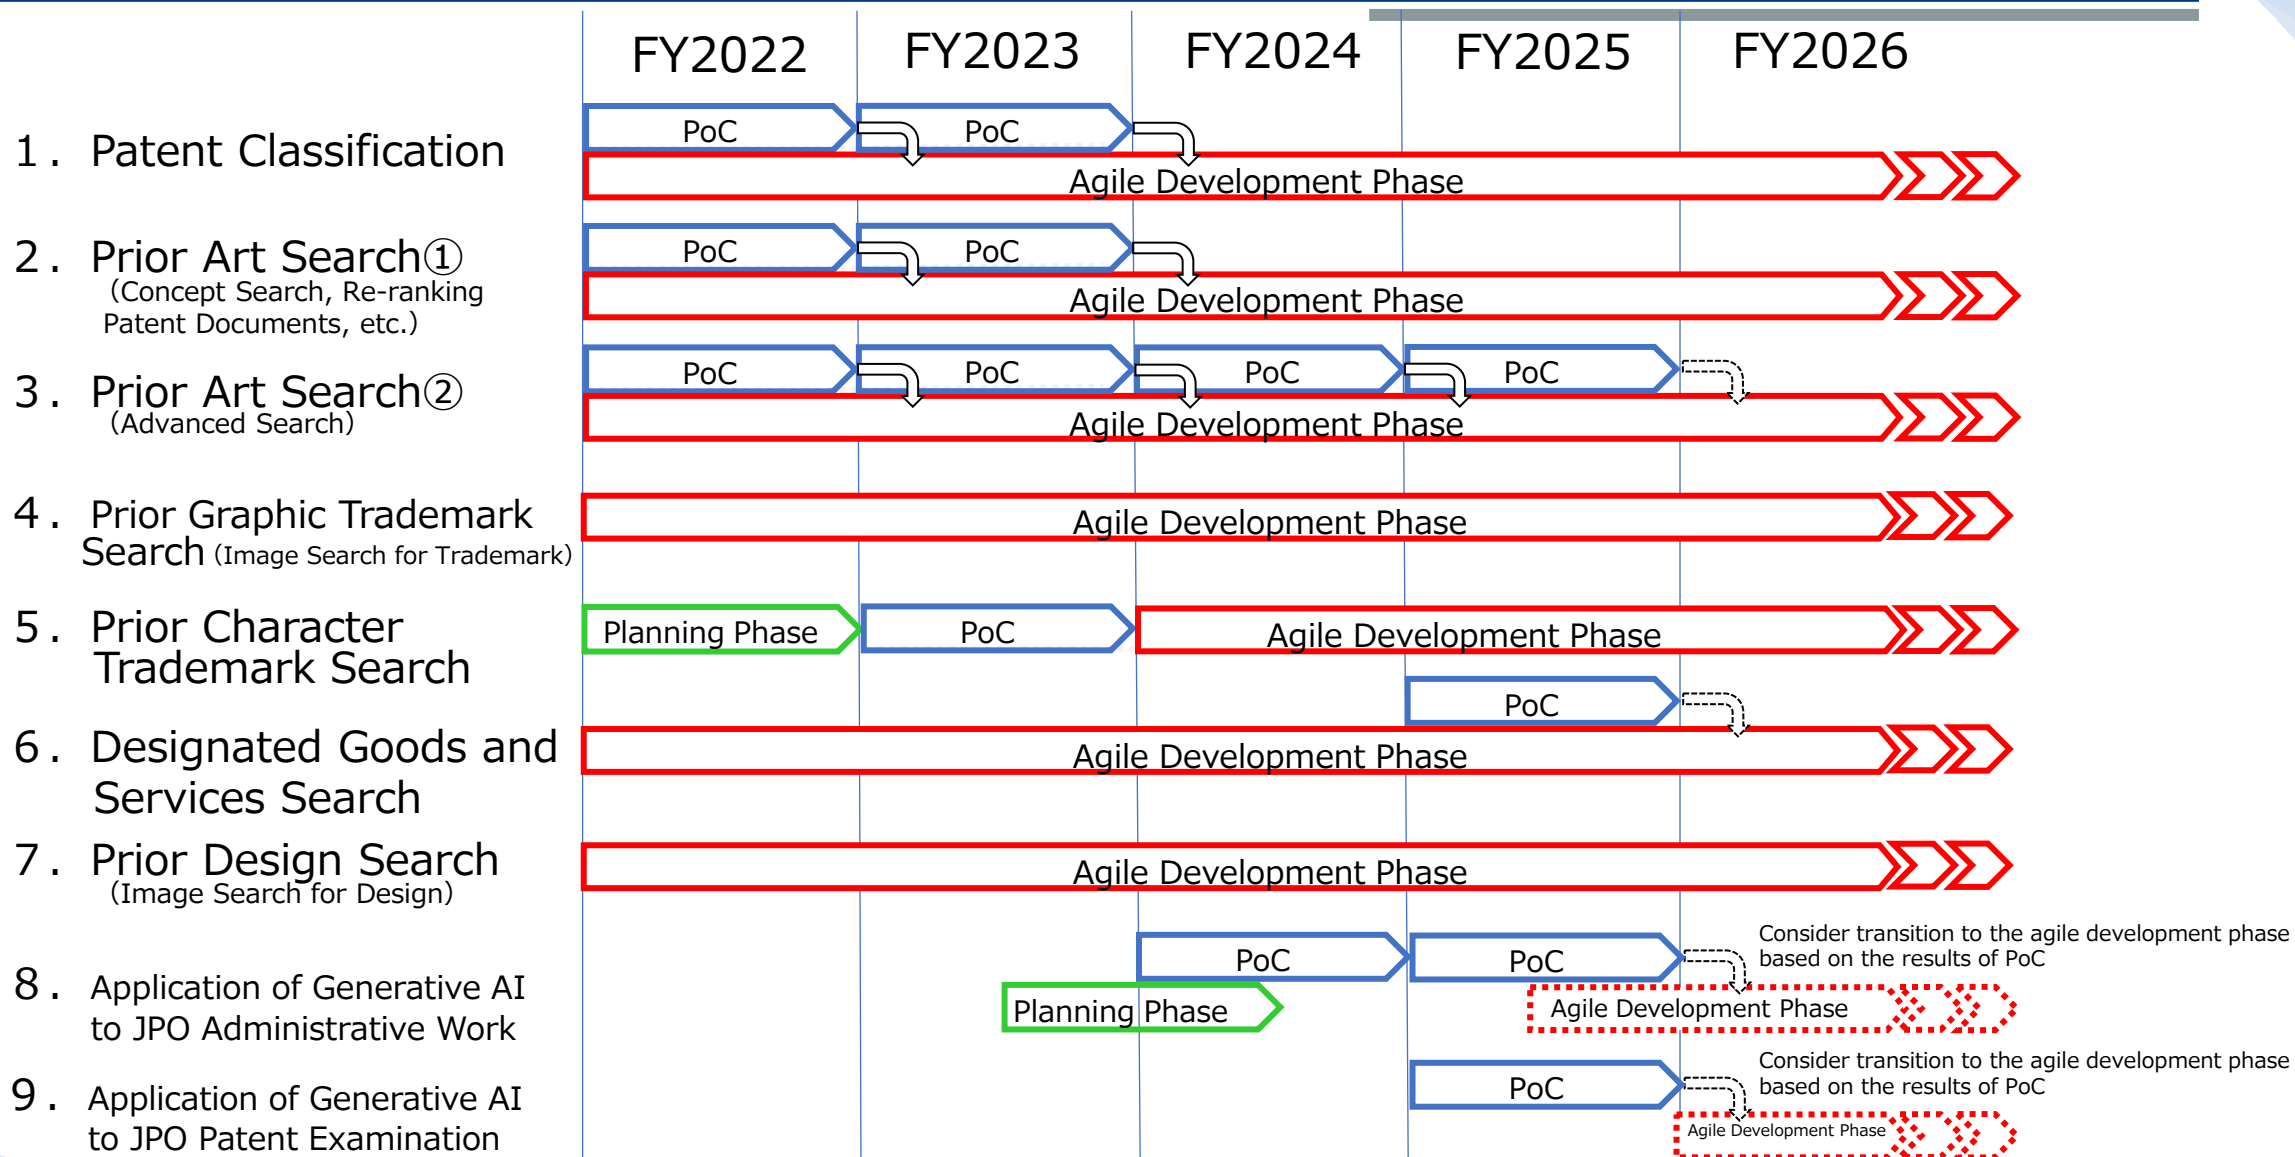 FY2022 FY2023 FY2024 FY2025 FY2026
PoC PoC
1. Patent Classification
Agile Development Phase
PoC PoC
2. Prior Art Search①
(Concept Search, Re-ranking
Patent Documents, etc.)
Agile Development Phase
PoC PoC PoC PoC
3. Prior Art Search②
(Advanced Search)
Agile Development Phase
4. Prior Graphic Trademark
Search (Image Search for Trademark)
Agile Development Phase
5. Prior Character
Trademark Search
Planning Phase PoC Agile Development Phase
PoC
6. Designated Goods and
Services Search
Agile Development Phase
7. Prior Design Search
(Image Search for Design)
Agile Development Phase
PoC PoC
Consider transition to the agile development phase
based on the results of PoC
8. Application of Generative AI
to JPO Administrative Work
Planning Phase Agile Development Phase
PoC
Consider transition to the agile development phase
based on the results of PoC
9. Application of Generative AI
to JPO Patent Examination
Agile Development Phase